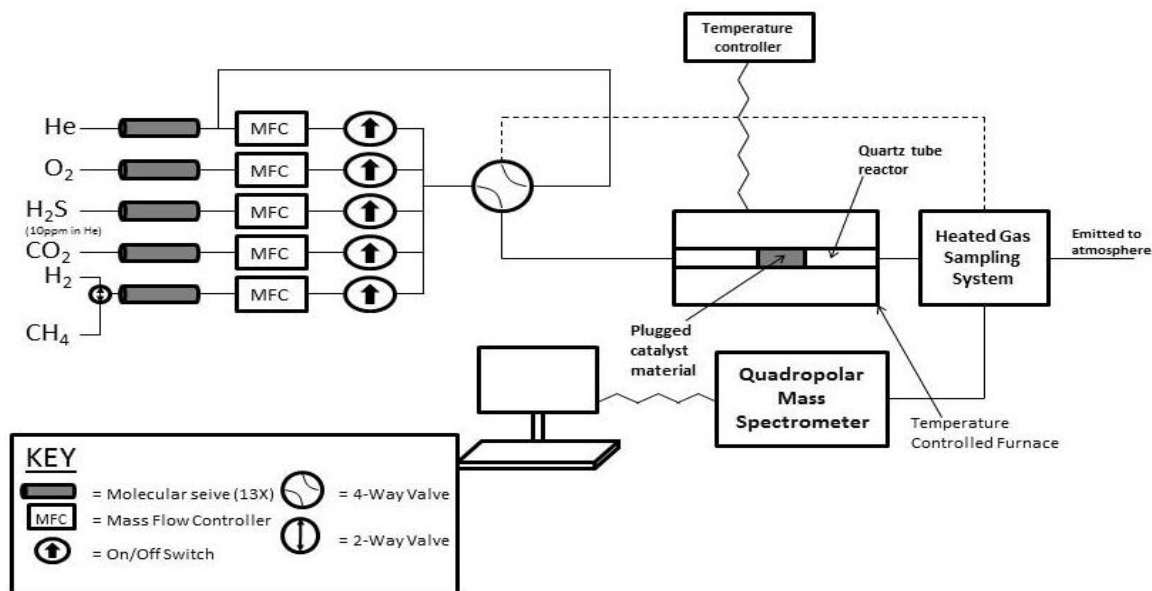 Temperature
controller
He
MFC
O2
MFC
H2S
(10ppm in He)
MFC
CO2
MFC
H2
MFC
CH4
Quartz tube
reactor
Heated Gas
Sampling
System
Emitted to
atmosphere
Plugged
catalyst
material
Quadropolar
Mass
Spectrometer
Temperature
Controlled Furnace
KEY
= Molecular seive (13X)
MFC = Mass Flow Controller
= On/Off Switch
= 4-Way Valve
= 2-Way Valve